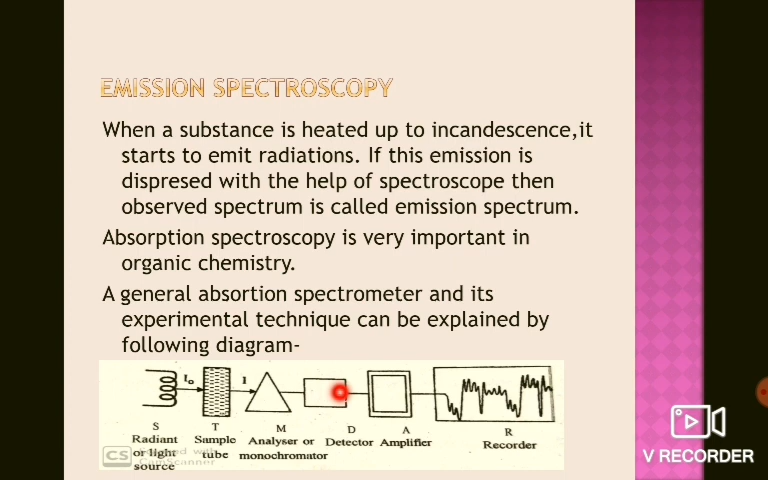 EMISSION SPECTROSCOPY
When a substance is heated up to incandescence,it
starts to emit radiations. If this emission is
dispresed with the help of spectroscope then
observed spectrum is called emission spectrum.
Absorption spectroscopy is very important in
organic chemistry.
A general absortion spectrometer and its
experimental technique can be explained by
following diagram-
I₀ I
S T M D A R
Radiant Sample Analyser or Detector Amplifier Recorder
or light tube monochromator
source
CS
CamScanner
V RECORDER